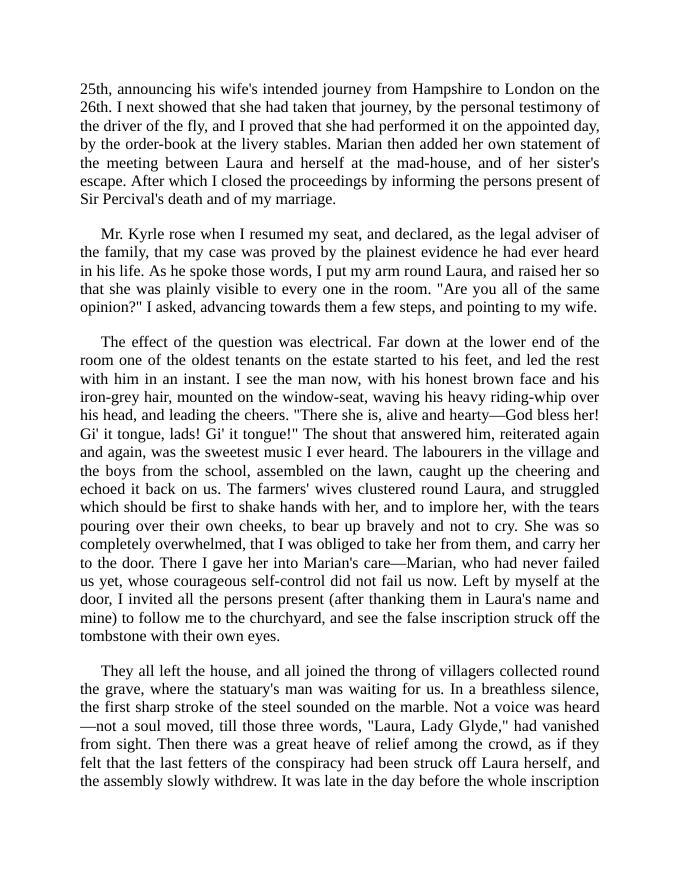 25th, announcing his wife's intended journey from Hampshire to London on the
26th. I next showed that she had taken that journey, by the personal testimony of
the driver of the fly, and I proved that she had performed it on the appointed day,
by the order-book at the livery stables. Marian then added her own statement of
the meeting between Laura and herself at the mad-house, and of her sister's
escape. After which I closed the proceedings by informing the persons present of
Sir Percival's death and of my marriage.
Mr. Kyrle rose when I resumed my seat, and declared, as the legal adviser of
the family, that my case was proved by the plainest evidence he had ever heard
in his life. As he spoke those words, I put my arm round Laura, and raised her so
that she was plainly visible to every one in the room. "Are you all of the same
opinion?" I asked, advancing towards them a few steps, and pointing to my wife.
The effect of the question was electrical. Far down at the lower end of the
room one of the oldest tenants on the estate started to his feet, and led the rest
with him in an instant. I see the man now, with his honest brown face and his
iron-grey hair, mounted on the window-seat, waving his heavy riding-whip over
his head, and leading the cheers. "There she is, alive and hearty—God bless her!
Gi' it tongue, lads! Gi' it tongue!" The shout that answered him, reiterated again
and again, was the sweetest music I ever heard. The labourers in the village and
the boys from the school, assembled on the lawn, caught up the cheering and
echoed it back on us. The farmers' wives clustered round Laura, and struggled
which should be first to shake hands with her, and to implore her, with the tears
pouring over their own cheeks, to bear up bravely and not to cry. She was so
completely overwhelmed, that I was obliged to take her from them, and carry her
to the door. There I gave her into Marian's care—Marian, who had never failed
us yet, whose courageous self-control did not fail us now. Left by myself at the
door, I invited all the persons present (after thanking them in Laura's name and
mine) to follow me to the churchyard, and see the false inscription struck off the
tombstone with their own eyes.
They all left the house, and all joined the throng of villagers collected round
the grave, where the statuary's man was waiting for us. In a breathless silence,
the first sharp stroke of the steel sounded on the marble. Not a voice was heard
—not a soul moved, till those three words, "Laura, Lady Glyde," had vanished
from sight. Then there was a great heave of relief among the crowd, as if they
felt that the last fetters of the conspiracy had been struck off Laura herself, and
the assembly slowly withdrew. It was late in the day before the whole inscription